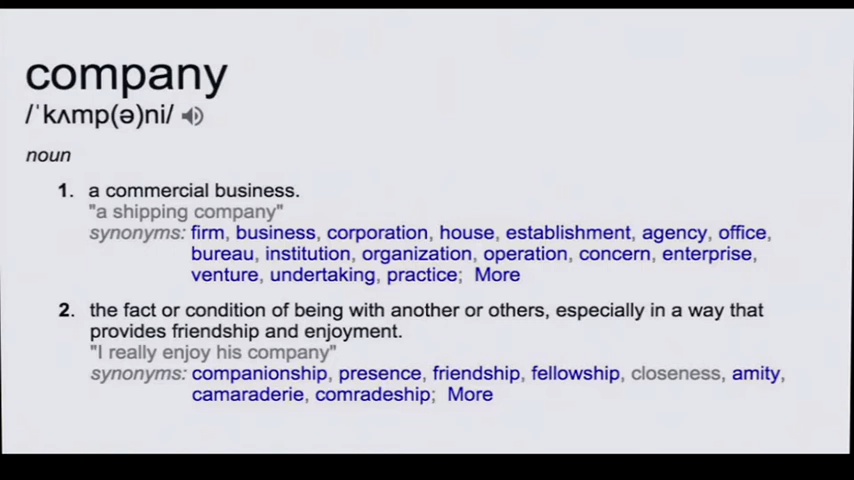 company
/ˈkʌmp(ə)ni/
noun
1. a commercial business.
"a shipping company"
synonyms: firm, business, corporation, house, establishment, agency, office,
bureau, institution, organization, operation, concern, enterprise,
venture, undertaking, practice; More
2. the fact or condition of being with another or others, especially in a way that
provides friendship and enjoyment.
"I really enjoy his company"
synonyms: companionship, presence, friendship, fellowship, closeness, amity,
camaraderie, comradeship; More